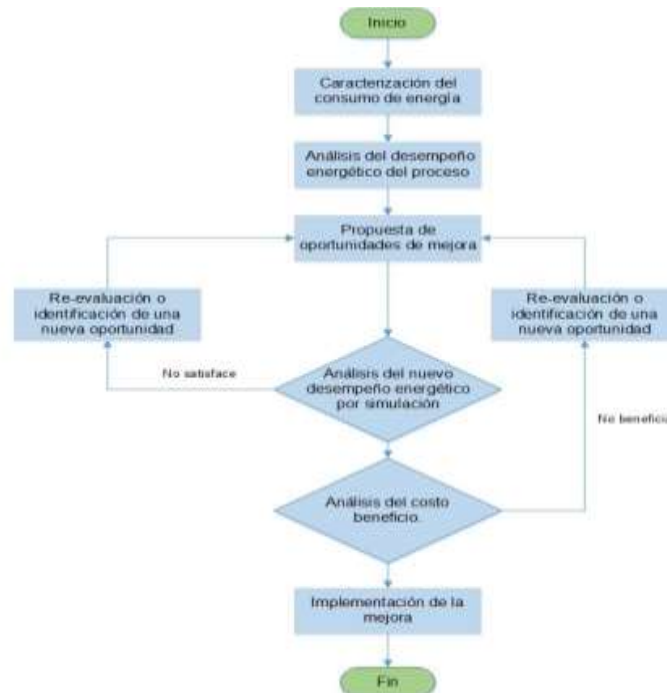 Inicio
Caracterización del
consumo de energía
Análisis del desempeño
energético del proceso
Propuesta de
oportunidades de mejora
Re-evaluación o
identificación de una
nueva oportunidad
Re-evaluación o
identificación de una
nueva oportunidad
No satisface
Análisis del nuevo
desempeño energético
por simulación
No benefici
Análisis del costo
beneficio.
Implementación de la
mejora
Fin